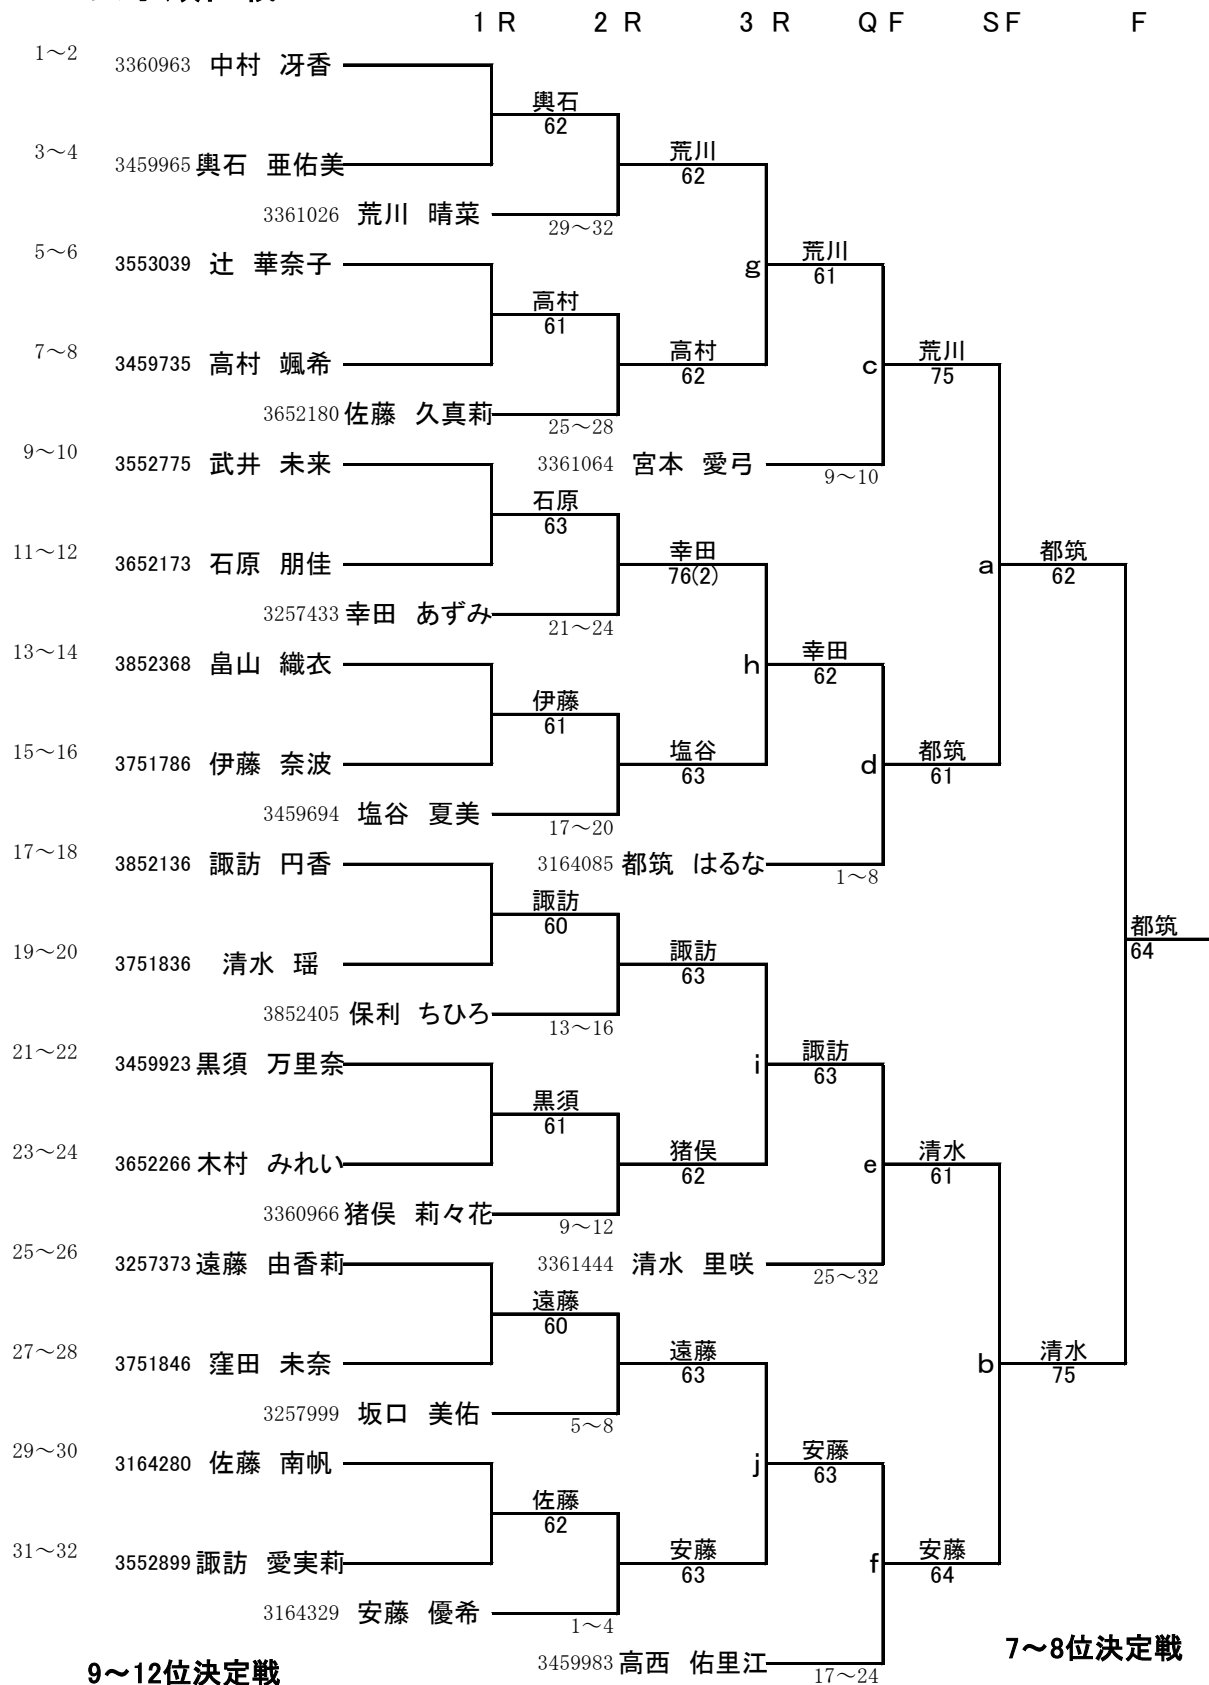 1 R 2 R 3 R Q F S F F
1～2 3360963 中村 冴香
輿石
62
3～4 3459965 輿石 亜佑美 荒川
62
3361026 荒川 晴菜 29～32
5～6 3553039 辻 華奈子 g 荒川
61
高村
61
7～8 3459735 高村 颯希 高村 c 荒川
62 75
3652180 佐藤 久真莉 25～28
9～10 3552775 武井 未来 3361064 宮本 愛弓 9～10
石原
63
11～12 3652173 石原 朋佳 幸田 a 都筑
76(2) 62
3257433 幸田 あずみ 21～24
13～14 3852368 畠山 織衣 h 幸田
62
伊藤
61
15～16 3751786 伊藤 奈波 塩谷 d 都筑
63 61
3459694 塩谷 夏美 17～20
17～18 3852136 諏訪 円香 3164085 都筑 はるな 1～8
諏訪 都筑
60 64
19～20 3751836 清水 瑶 諏訪
63
3852405 保利 ちひろ 13～16
21～22 3459923 黒須 万里奈 i 諏訪
63
黒須
61
23～24 3652266 木村 みれい 猪俣 e 清水
62 61
3360966 猪俣 莉々花 9～12
25～26 3257373 遠藤 由香莉 3361444 清水 里咲 25～32
遠藤
60
27～28 3751846 窪田 未奈 遠藤 b 清水
63 75
3257999 坂口 美佑 5～8
29～30 3164280 佐藤 南帆 j 安藤
63
佐藤
62
31～32 3552899 諏訪 愛実莉 安藤 f 安藤
63 64
3164329 安藤 優希 1～4
9～12位決定戦 3459983 高西 佑里江 17～24 7～8位決定戦